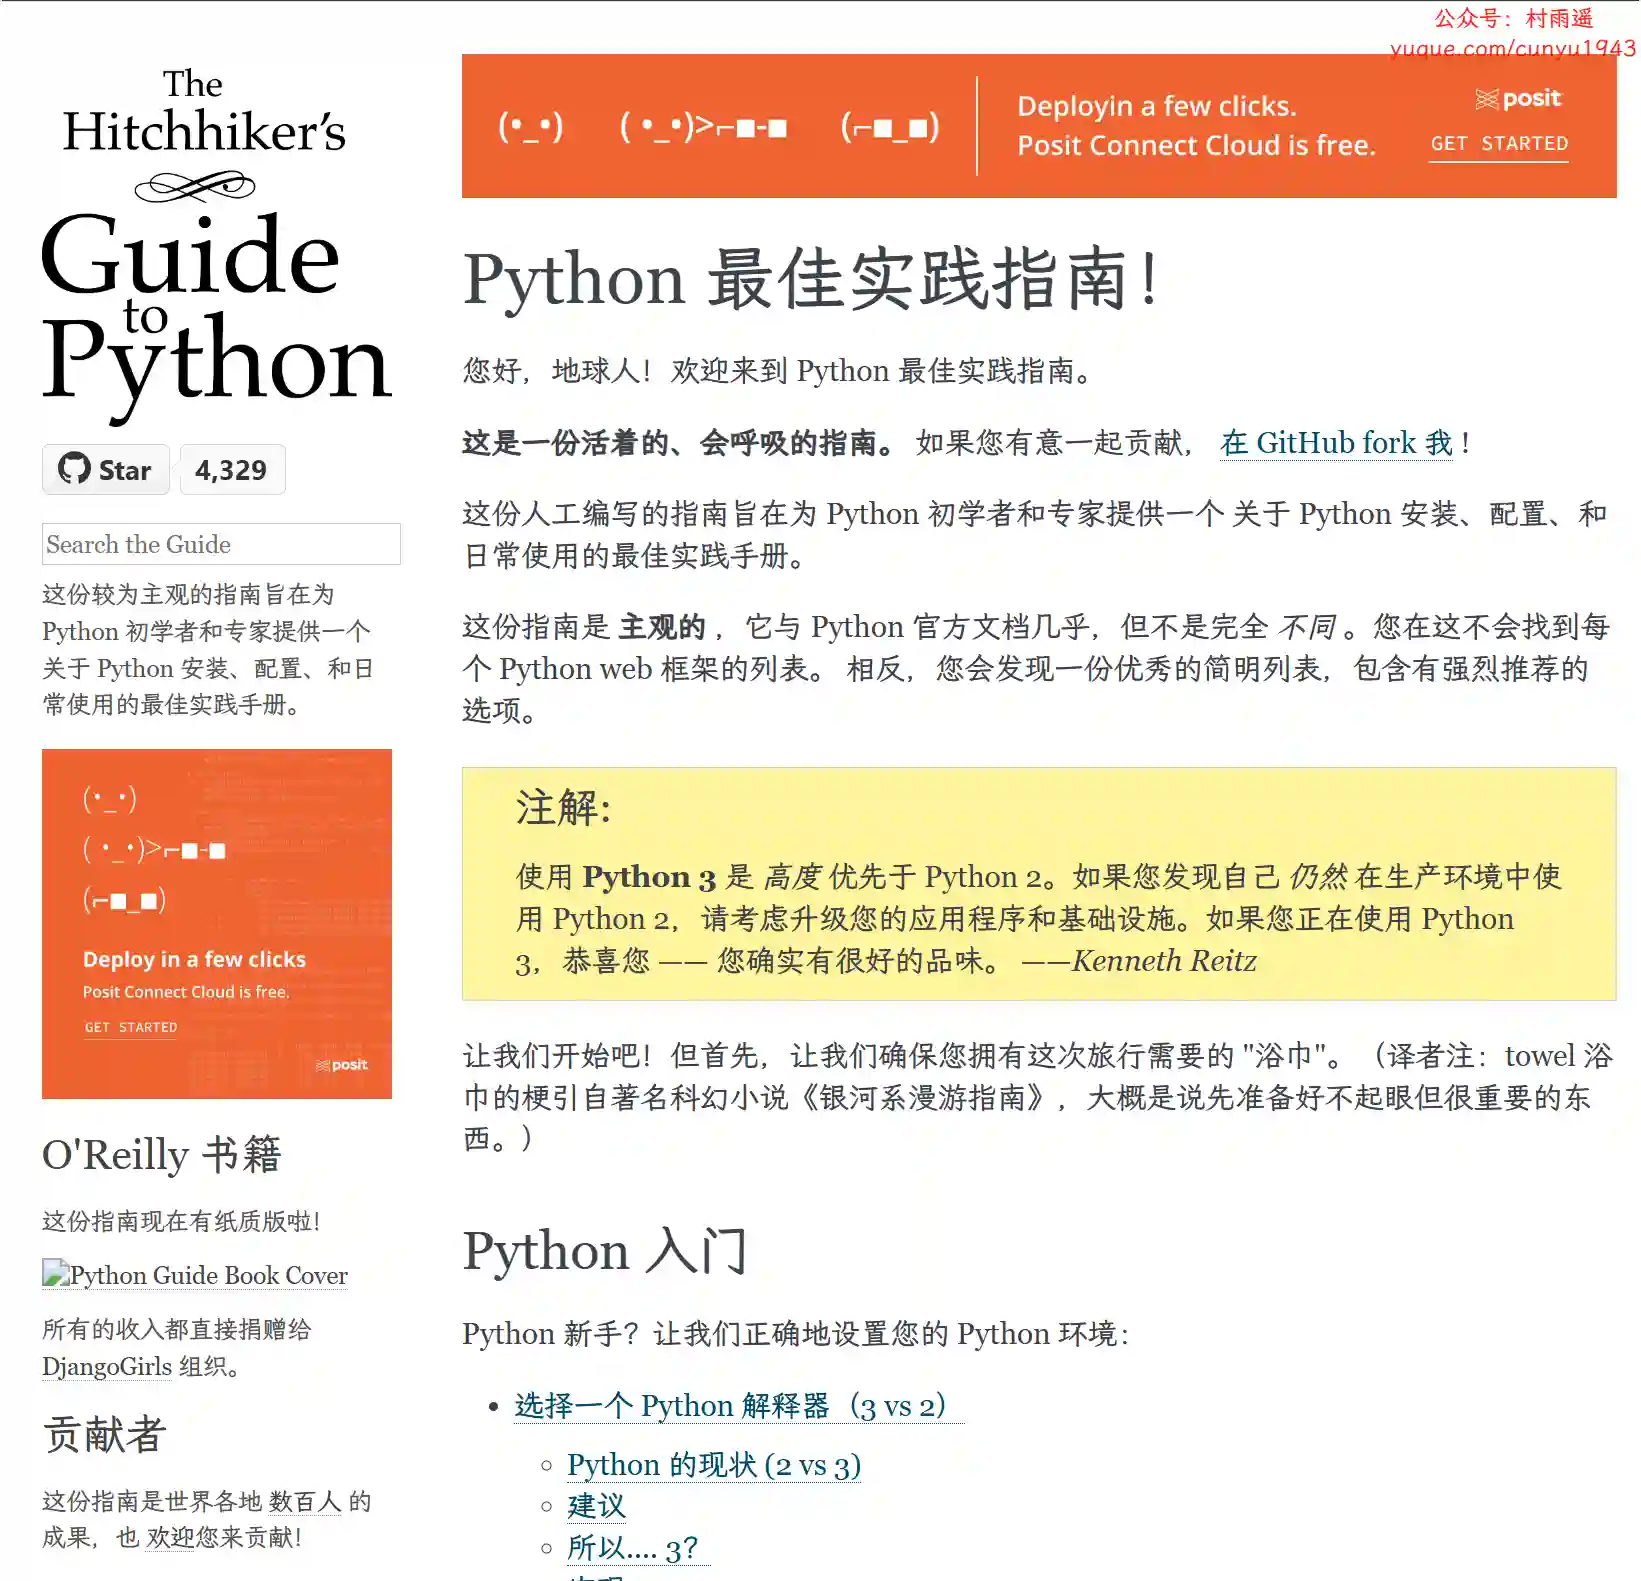 公众号：村雨遥
yuque.com/cunyu1943
The
Hitchhiker's
Guide
to
Python
Star
4,329
Search the Guide
这份较为主观的指南旨在为
Python 初学者和专家提供一个
关于 Python 安装、配置、和日
常使用的最佳实践手册。
(•_•)
( •_•)>⌐■-■
(⌐■_■)
Deploy in a few clicks
Posit Connect Cloud is free.
GET STARTED
posit
O'Reilly 书籍
这份指南现在有纸质版啦！
Python Guide Book Cover
所有的收入都直接捐赠给
DjangoGirls 组织。
贡献者
这份指南是世界各地 数百人 的
成果，也 欢迎您来贡献！
(•_•) ( •_•)>⌐■-■ (⌐■_■)
Deployin a few clicks.
Posit Connect Cloud is free.
posit
GET STARTED
Python 最佳实践指南！
您好，地球人！欢迎来到 Python 最佳实践指南。
这是一份活着的、会呼吸的指南。 如果您有意一起贡献， 在 GitHub fork 我！
这份人工编写的指南旨在为 Python 初学者和专家提供一个 关于 Python 安装、配置、和
日常使用的最佳实践手册。
这份指南是 主观的 ，它与 Python 官方文档几乎，但不是完全 不同 。您在这不会找到每
个 Python web 框架的列表。 相反，您会发现一份优秀的简明列表，包含有强烈推荐的
选项。
注解:
使用 Python 3 是 高度 优先于 Python 2。如果您发现自己 仍然 在生产环境中使
用 Python 2，请考虑升级您的应用程序和基础设施。如果您正在使用 Python
3，恭喜您 —— 您确实有很好的品味。 ——Kenneth Reitz
让我们开始吧！但首先，让我们确保您拥有这次旅行需要的 "浴巾"。（译者注：towel 浴
巾的梗引自著名科幻小说《银河系漫游指南》，大概是说先准备好不起眼但很重要的东
西。）
Python 入门
Python 新手？让我们正确地设置您的 Python 环境：
• 选择一个 Python 解释器（3 vs 2）
◦ Python 的现状 (2 vs 3)
◦ 建议
◦ 所以.... 3？